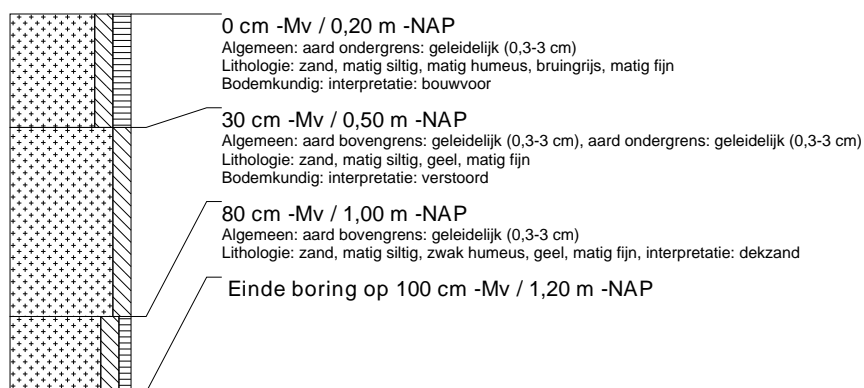 0 cm -Mv / 0,20 m -NAP
Algemeen: aard ondergrens: geleidelijk (0,3-3 cm)
Lithologie: zand, matig siltig, matig humeus, bruingrijs, matig fijn
Bodemkundig: interpretatie: bouwvoor
30 cm -Mv / 0,50 m -NAP
Algemeen: aard bovengrens: geleidelijk (0,3-3 cm), aard ondergrens: geleidelijk (0,3-3 cm)
Lithologie: zand, matig siltig, geel, matig fijn
Bodemkundig: interpretatie: verstoord
80 cm -Mv / 1,00 m -NAP
Algemeen: aard bovengrens: geleidelijk (0,3-3 cm)
Lithologie: zand, matig siltig, zwak humeus, geel, matig fijn, interpretatie: dekzand
Einde boring op 100 cm -Mv / 1,20 m -NAP